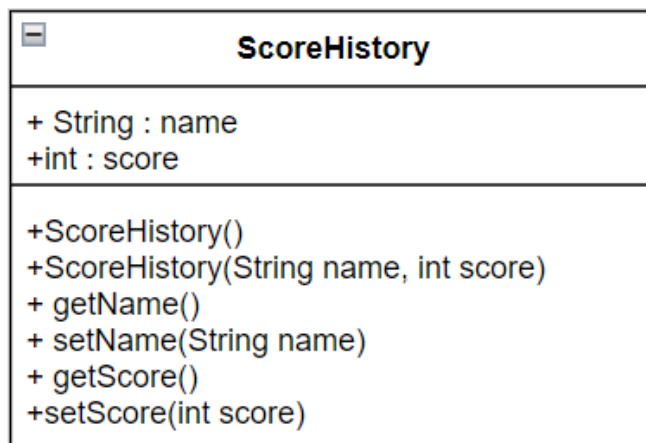 ScoreHistory
+ String : name
+int : score
+ScoreHistory()
+ScoreHistory(String name, int score)
+ getName()
+ setName(String name)
+ getScore()
+setScore(int score)